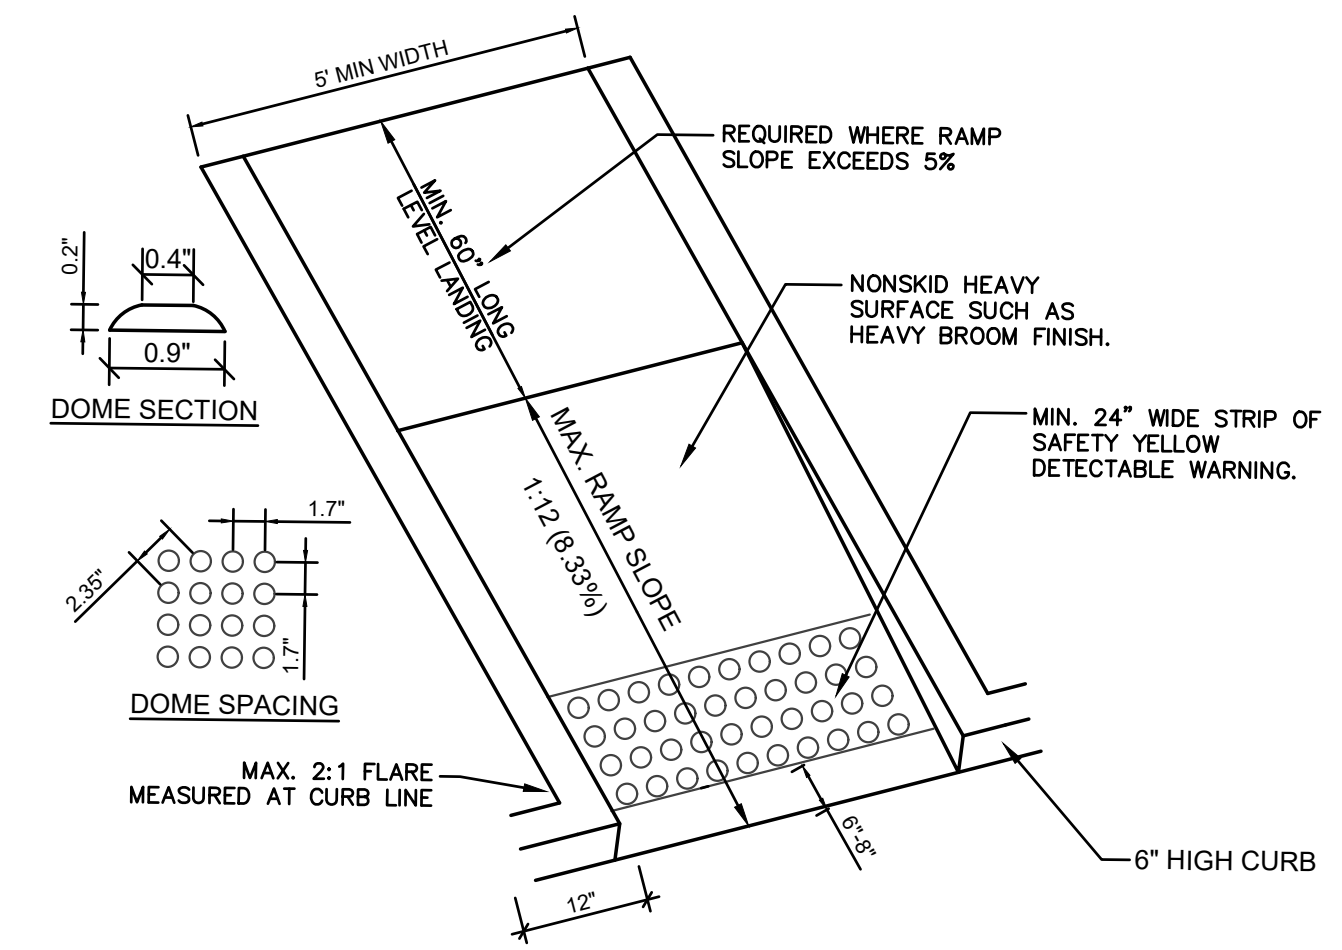 5' MIN WIDTH
REQUIRED WHERE RAMP
SLOPE EXCEEDS 5%
MIN. 60" LONG
LEVEL LANDING
0.2"
0.4"
0.9"
DOME SECTION
NONSKID HEAVY
SURFACE SUCH AS
HEAVY BROOM FINISH.
MIN. 24" WIDE STRIP OF
SAFETY YELLOW
DETECTABLE WARNING.
MAX. RAMP SLOPE
1:12 (8.33%)
1.7"
2.35"
1.7"
DOME SPACING
MAX. 2:1 FLARE
MEASURED AT CURB LINE
6"-8"
6" HIGH CURB
12"